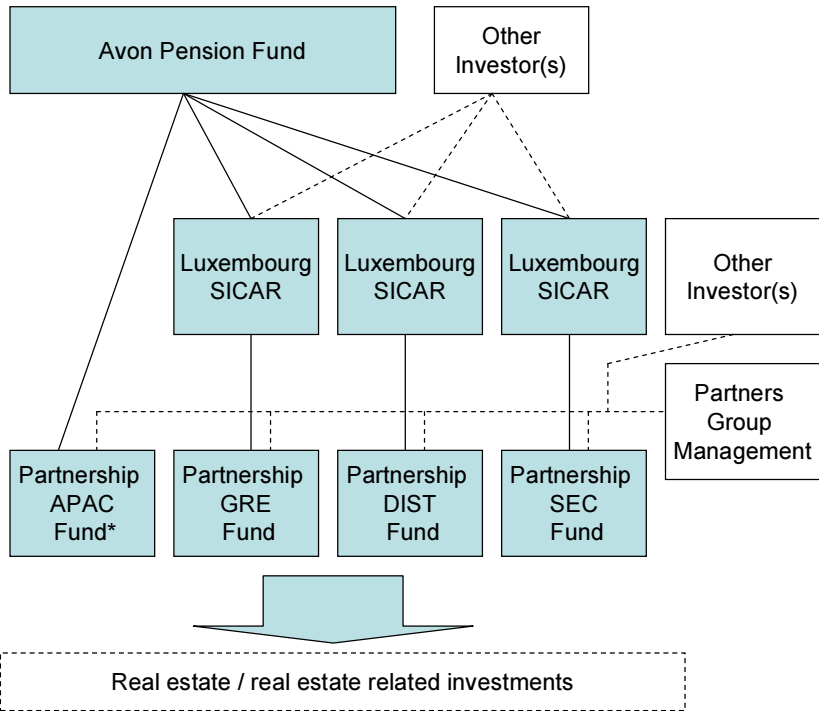 Avon Pension Fund
Other
Investor(s)
Luxembourg
SICAR
Luxembourg
SICAR
Luxembourg
SICAR
Other
Investor(s)
Partners
Group
Management
Partnership
APAC
Fund*
Partnership
GRE
Fund
Partnership
DIST
Fund
Partnership
SEC
Fund
Real estate / real estate related investments